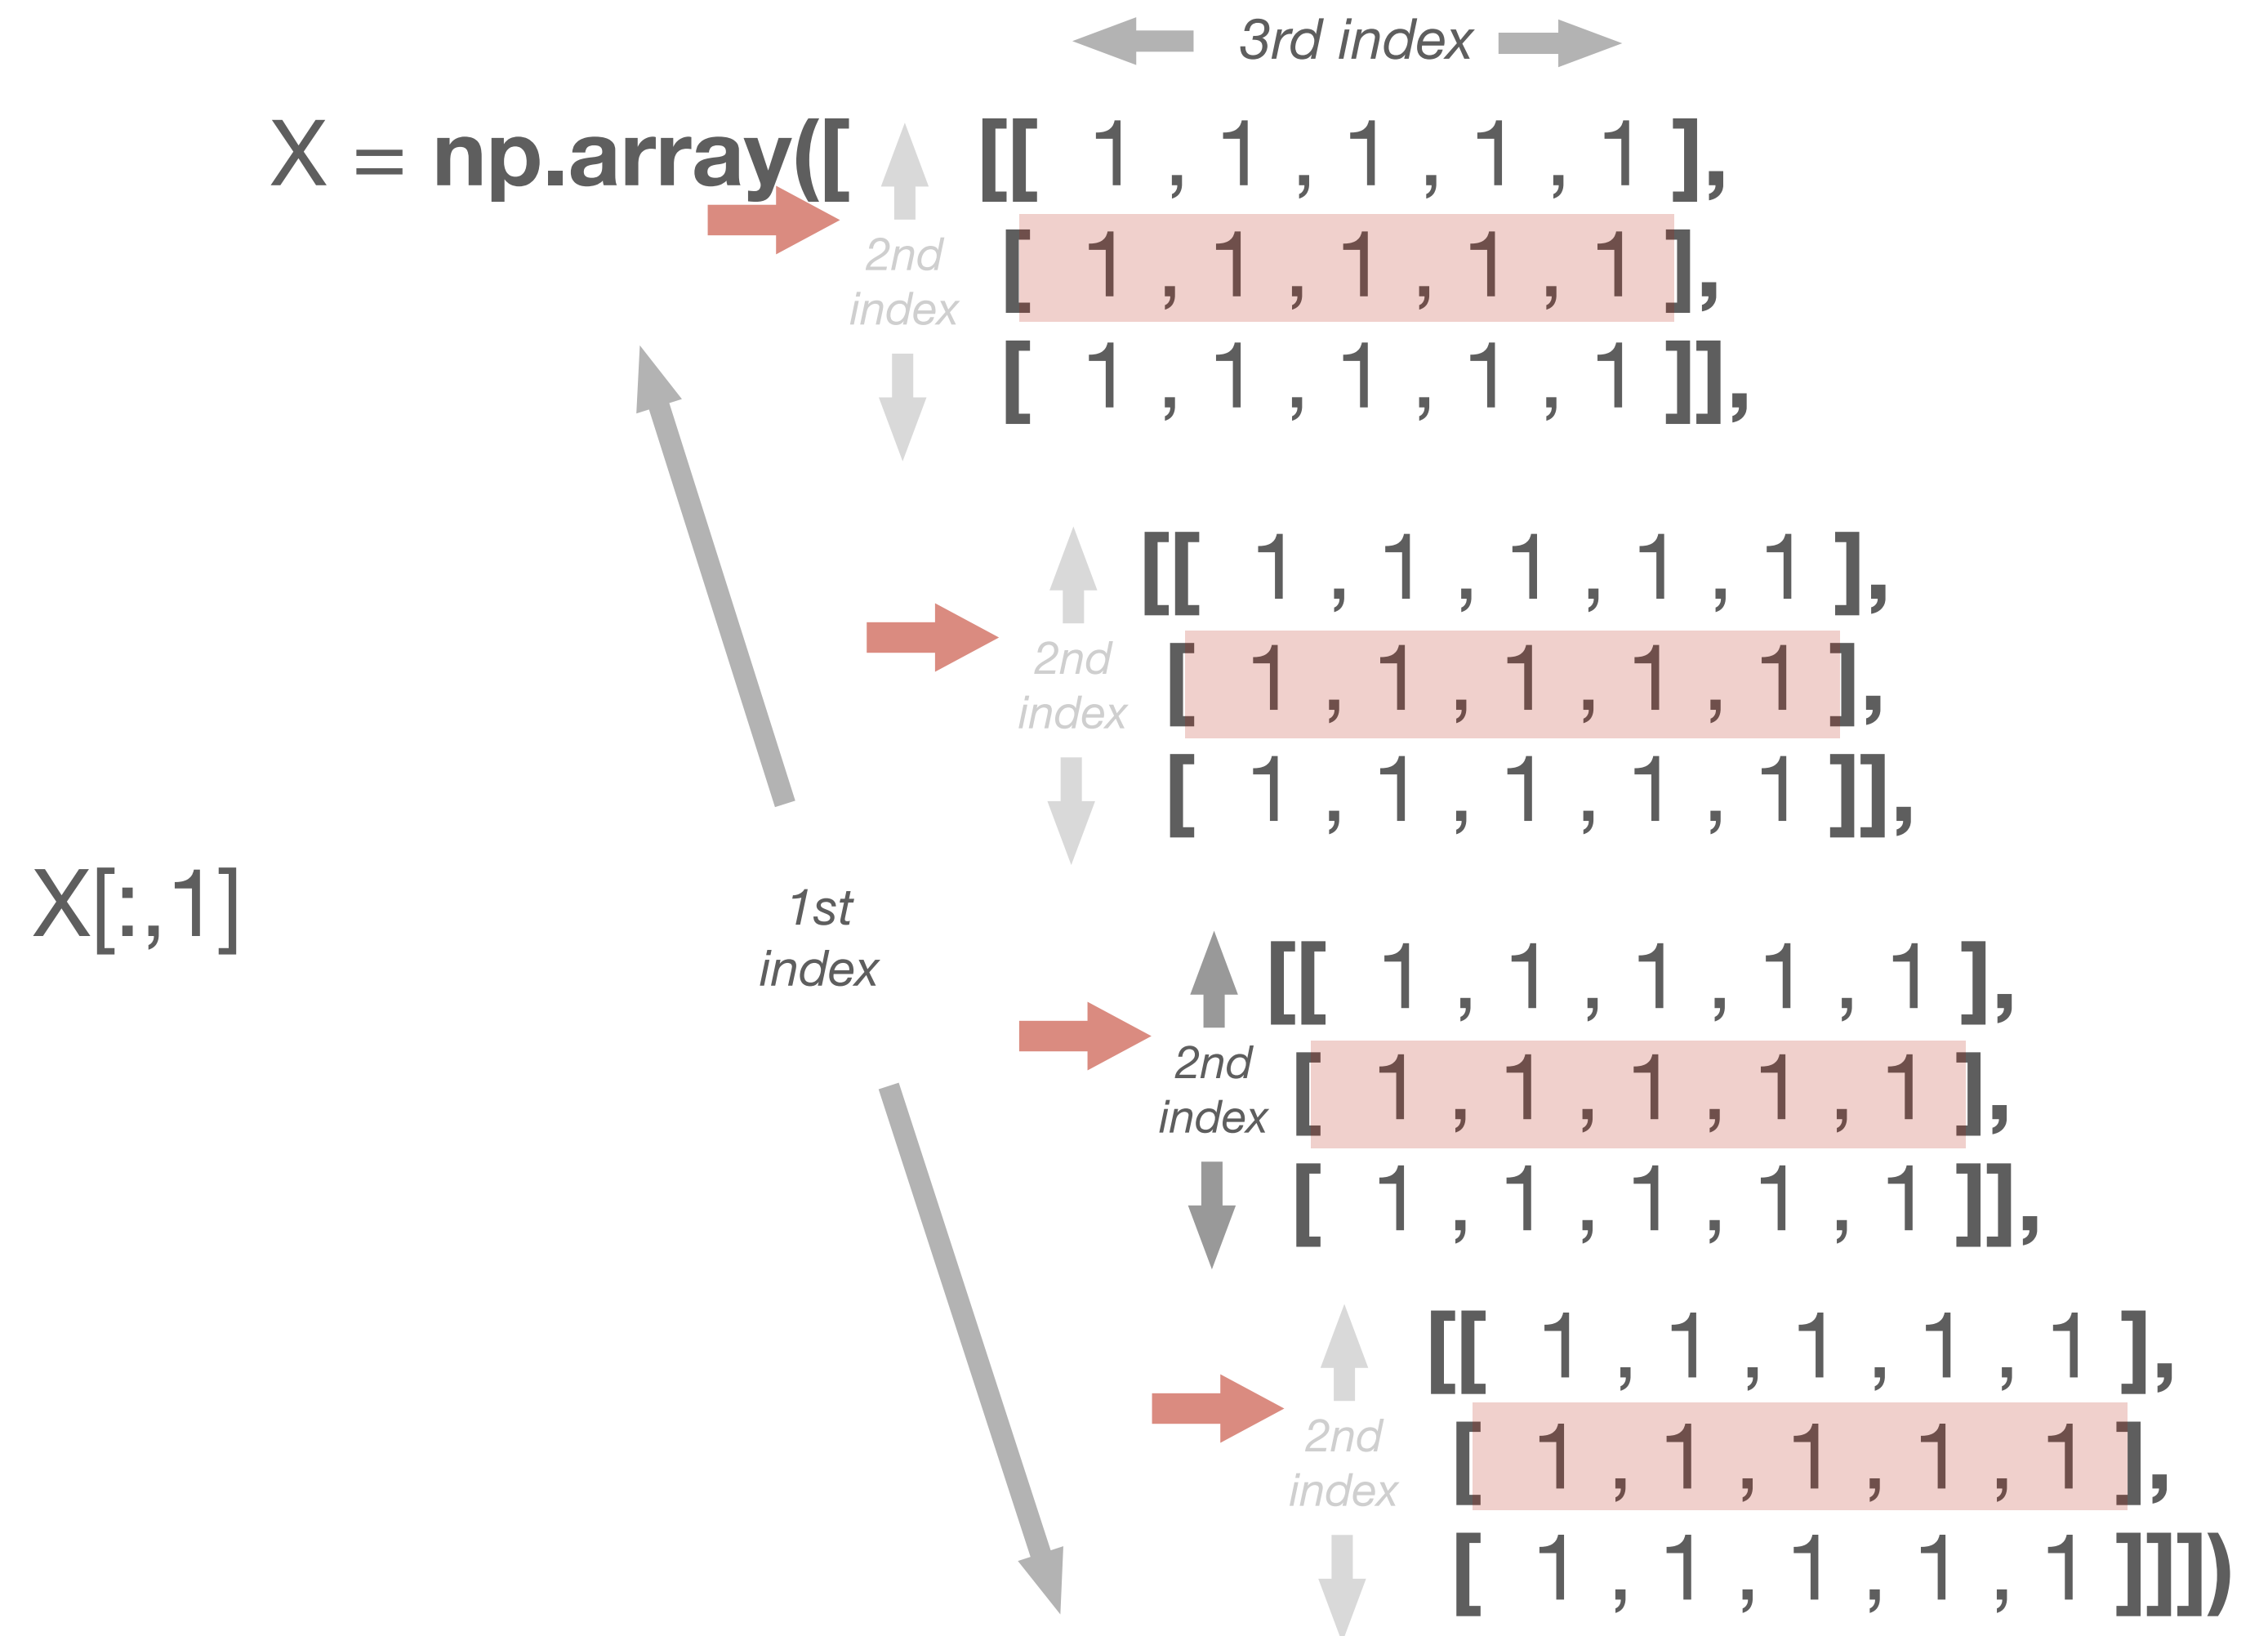 3rd index
X = np.array([ [[ 1 , 1 , 1 , 1 , 1 ],
2nd
index
[ 1 , 1 , 1 , 1 , 1 ],
[ 1 , 1 , 1 , 1 , 1 ]],
[[ 1 , 1 , 1 , 1 , 1 ],
2nd
index
[ 1 , 1 , 1 , 1 , 1 ],
[ 1 , 1 , 1 , 1 , 1 ]],
X[:,1]
1st
index
[[ 1 , 1 , 1 , 1 , 1 ],
2nd
index
[ 1 , 1 , 1 , 1 , 1 ],
[ 1 , 1 , 1 , 1 , 1 ]],
[[ 1 , 1 , 1 , 1 , 1 ],
2nd
index
[ 1 , 1 , 1 , 1 , 1 ],
[ 1 , 1 , 1 , 1 , 1 ]]])